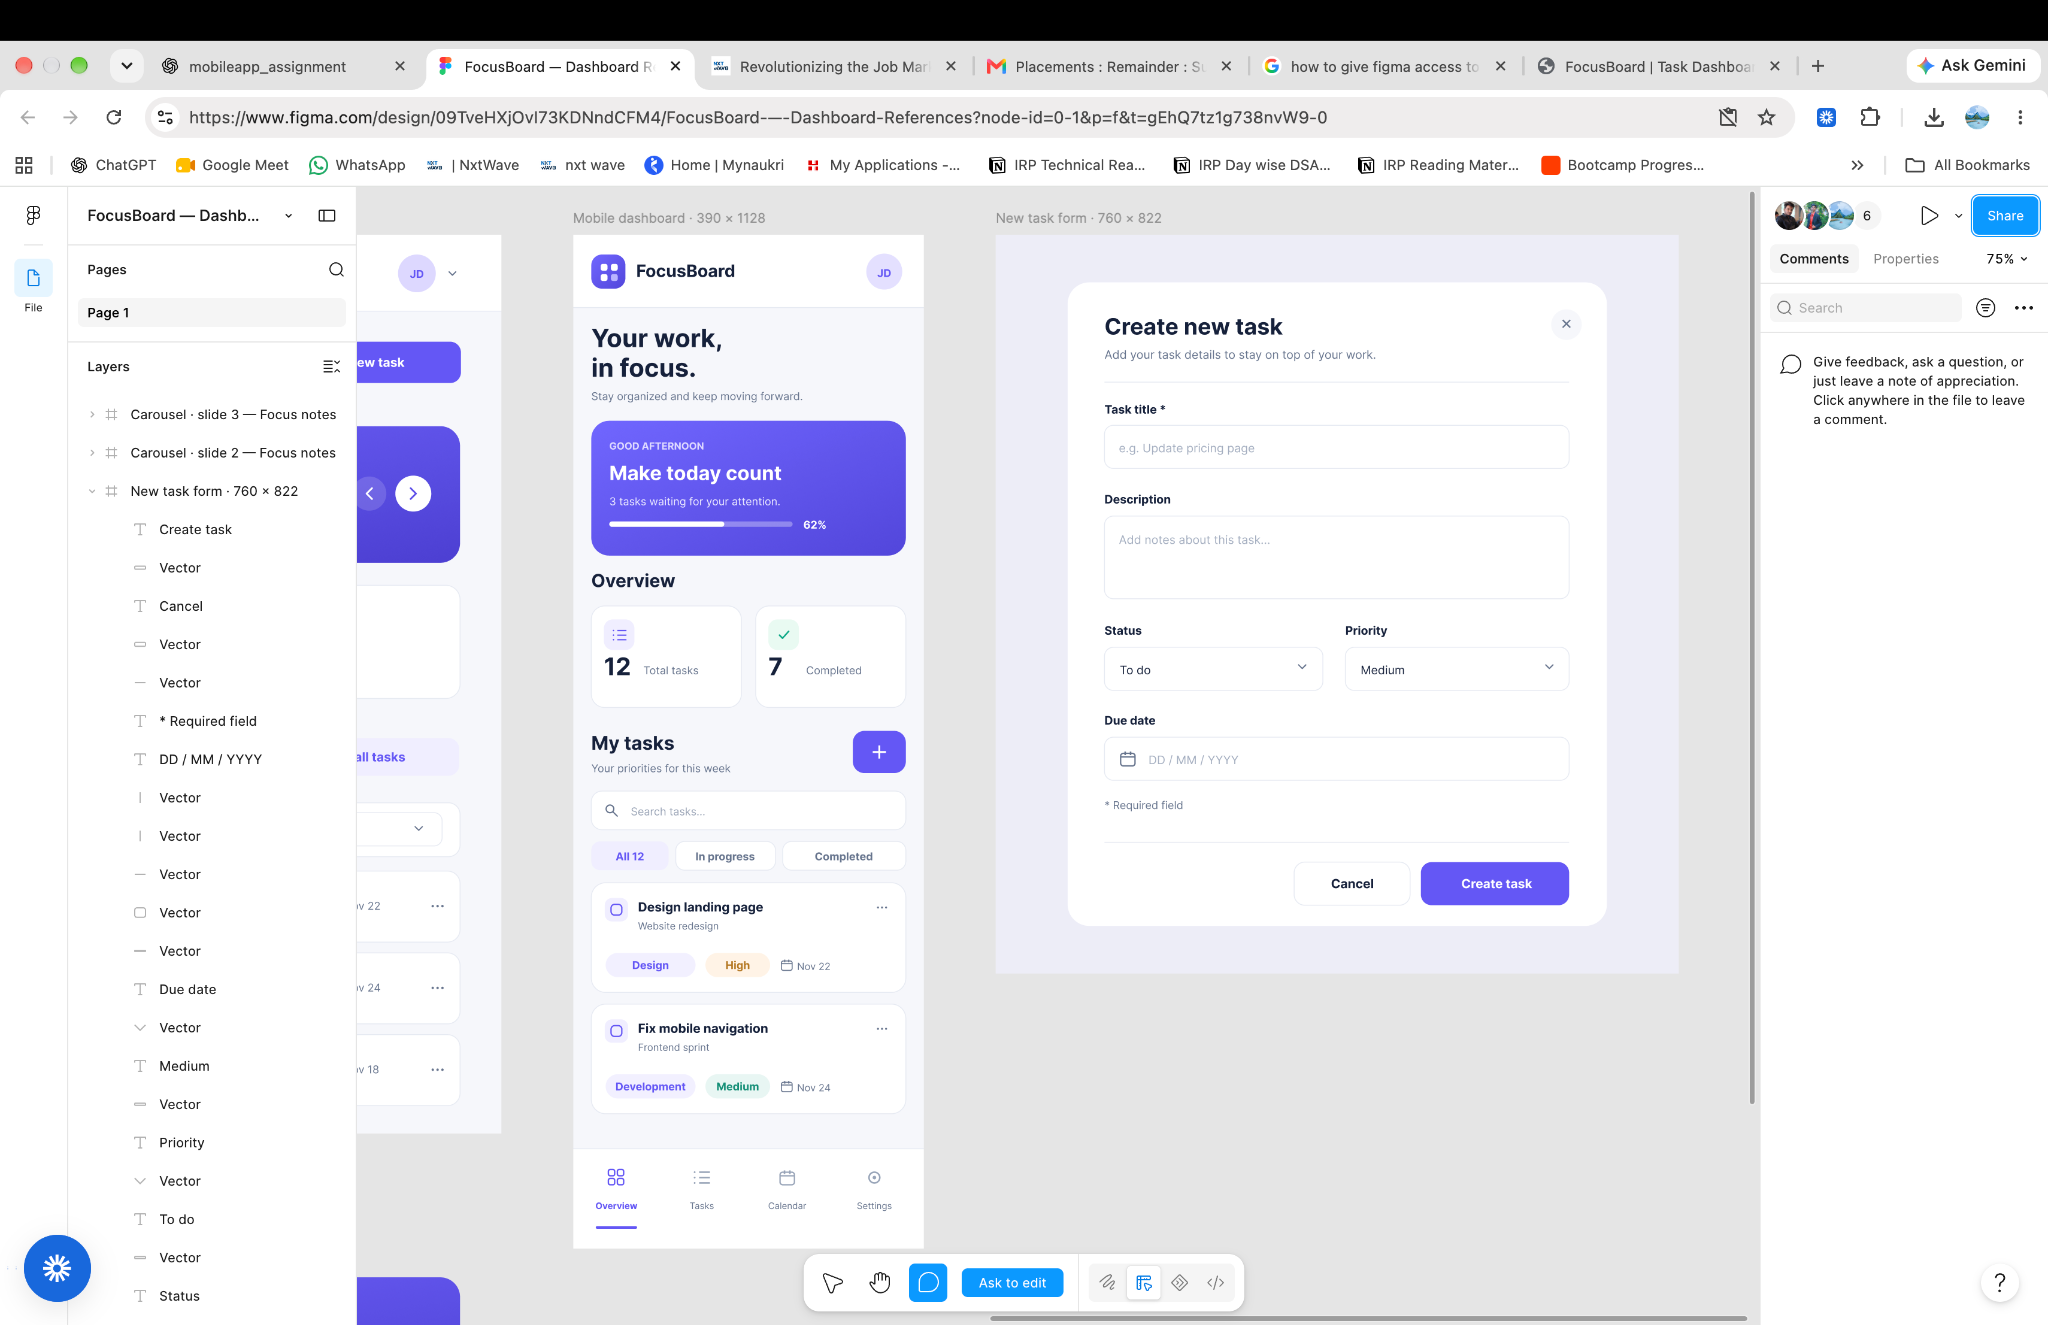 mobileapp_assignment
FocusBoard — Dashboard R
Revolutionizing the Job Mar
Placements : Remainder : Su
how to give figma access to
FocusBoard | Task Dashboar
Ask Gemini
https://www.figma.com/design/09TveHXjOvI73KDNndCFM4/FocusBoard-—-Dashboard-References?node-id=0-1&p=f&t=gEhQ7tz1g738nvW9-0
ChatGPT
Google Meet
WhatsApp
| NxtWave
nxt wave
Home | Mynaukri
My Applications -...
IRP Technical Rea...
IRP Day wise DSA...
IRP Reading Mater...
Bootcamp Progres...
All Bookmarks
File
FocusBoard — Dashb...
Pages
Page 1
Layers
Carousel · slide 3 — Focus notes
Carousel · slide 2 — Focus notes
New task form · 760 × 822
Create task
Vector
Cancel
Vector
Vector
* Required field
DD / MM / YYYY
Vector
Vector
Vector
Vector
Vector
Due date
Vector
Medium
Vector
Priority
Vector
To do
Vector
Status
JD
ew task
all tasks
ov 22
ov 24
ov 18
Mobile dashboard · 390 × 1128
FocusBoard
JD
Your work,
in focus.
Stay organized and keep moving forward.
GOOD AFTERNOON
Make today count
3 tasks waiting for your attention.
62%
Overview
12 Total tasks
7 Completed
My tasks
Your priorities for this week
Search tasks...
All 12
In progress
Completed
Design landing page
Website redesign
Design
High
Nov 22
Fix mobile navigation
Frontend sprint
Development
Medium
Nov 24
Overview
Tasks
Calendar
Settings
New task form · 760 × 822
Create new task
Add your task details to stay on top of your work.
Task title *
e.g. Update pricing page
Description
Add notes about this task...
Status
Priority
To do
Medium
Due date
DD / MM / YYYY
* Required field
Cancel
Create task
Ask to edit
6
Share
Comments
Properties
75%
Search
Give feedback, ask a question, or
just leave a note of appreciation.
Click anywhere in the file to leave
a comment.
?